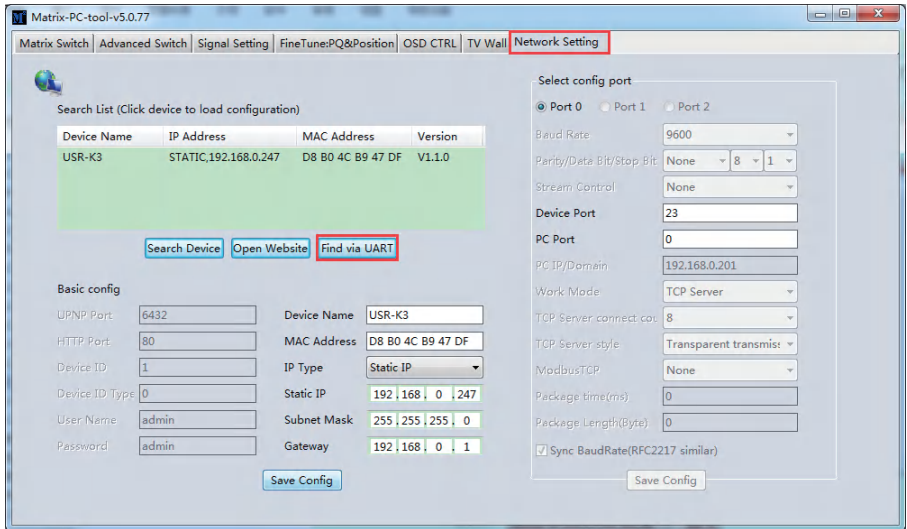 Matrix-PC-tool-v5.0.77
Matrix Switch Advanced Switch Signal Setting FineTune:PQ&Position OSD CTRL TV Wall Network Setting
Search List (Click device to load configuration)
Device Name IP Address MAC Address Version
USR-K3 STATIC,192.168.0.247 D8 B0 4C B9 47 DF V1.1.0
Search Device Open Website Find via UART
Basic config
UPNP Port 6432
HTTP Port 80
Device ID 1
Device ID Type 0
User Name admin
Password admin
Device Name USR-K3
MAC Address D8 B0 4C B9 47 DF
IP Type Static IP
Static IP 192 . 168 . 0 . 247
Subnet Mask 255 . 255 . 255 . 0
Gateway 192 . 168 . 0 . 1
Save Config
Select config port
Port 0 Port 1 Port 2
Baud Rate 9600
Parity/Data Bit/Stop Bit None 8 1
Stream Control None
Device Port 23
PC Port 0
PC IP/Domain 192.168.0.201
Work Mode TCP Server
TCP Server connect cou 8
TCP Server style Transparent transmis:
ModbusTCP None
Package time(ms) 0
Package Length(Byte) 0
Sync BaudRate(RFC2217 similar)
Save Config